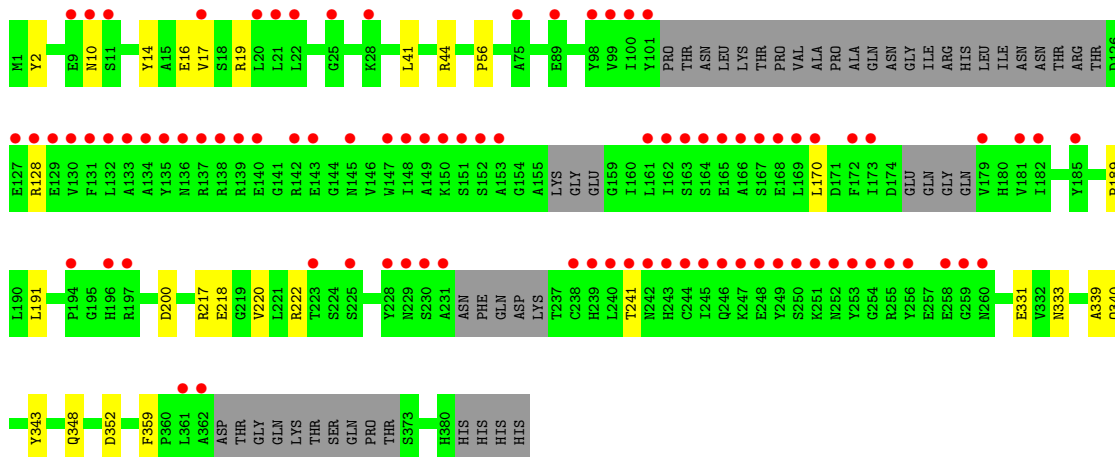 M1 Y2 E9 N10 S11 Y14 A15 E16 V17 S18 R19 L20 L21 L22 G25 K28 L41 R44 P56 A75 E89 Y98 V99 I100 Y101 PRO THR ASN LEU LYS THR PRO VAL ALA PRO ALA GLN ASN GLY ILE ARG HIS LEU ILE ASN ASN THR ARG THR D126
E127 R128 E129 V130 F131 L132 A133 A134 Y135 N136 R137 R138 R139 E140 G141 R142 E143 G144 N145 V146 W147 I148 A149 K150 S151 S152 A153 G154 A155 LYS GLY GLU G159 I160 L161 I162 S163 S164 E165 A166 S167 E168 L169 L170 D171 F172 I173 D174 GLU GLN GLY GLN V179 H180 V181 I182 Y185 R189
L190 L191 P194 G195 H196 R197 D200 R217 E218 G219 V220 L221 R222 T223 S224 S225 Y228 N229 S230 A231 ASN PHE GLN ASP LYS T237 C238 H239 L240 T241 N242 H243 C244 I245 Q246 K247 E248 Y249 S250 K251 N252 Y253 G254 R255 Y256 E257 E258 G259 N260 E331 V332 N333 A339 Q340
Y343 Q348 D352 F359 P360 L361 A362 ASP THR GLY GLN LYS THR SER GLN PRO THR S373 H380 HIS HIS HIS HIS